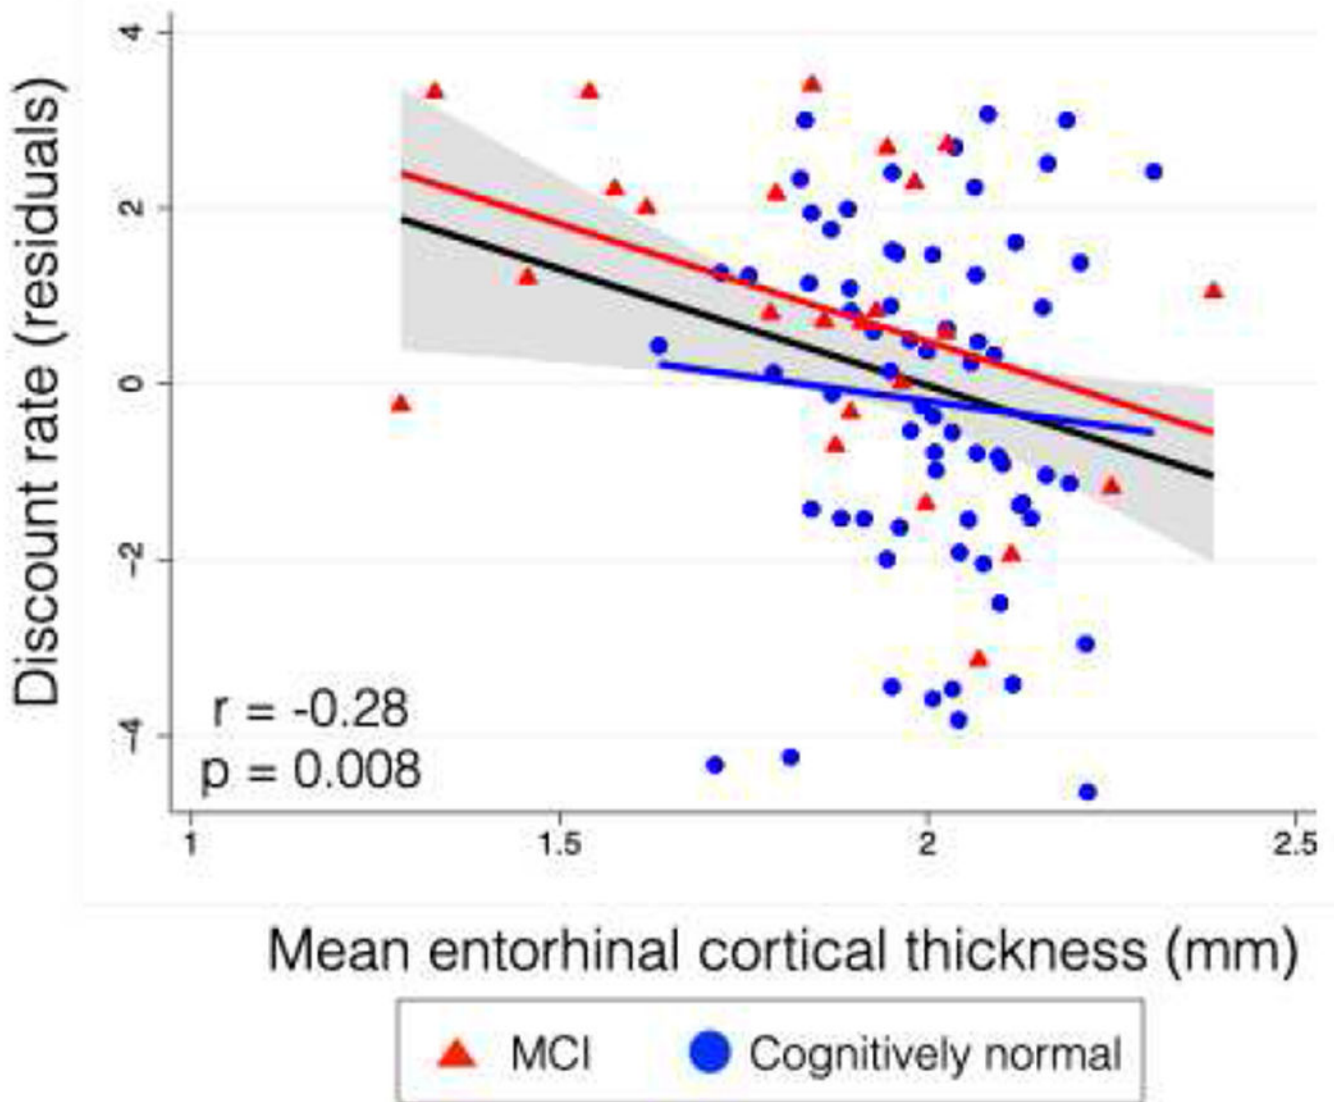 Discount rate (residuals)
4
2
0
-2
-4
r = -0.28
p = 0.008
1
1.5
2
2.5
Mean entorhinal cortical thickness (mm)
MCI
Cognitively normal